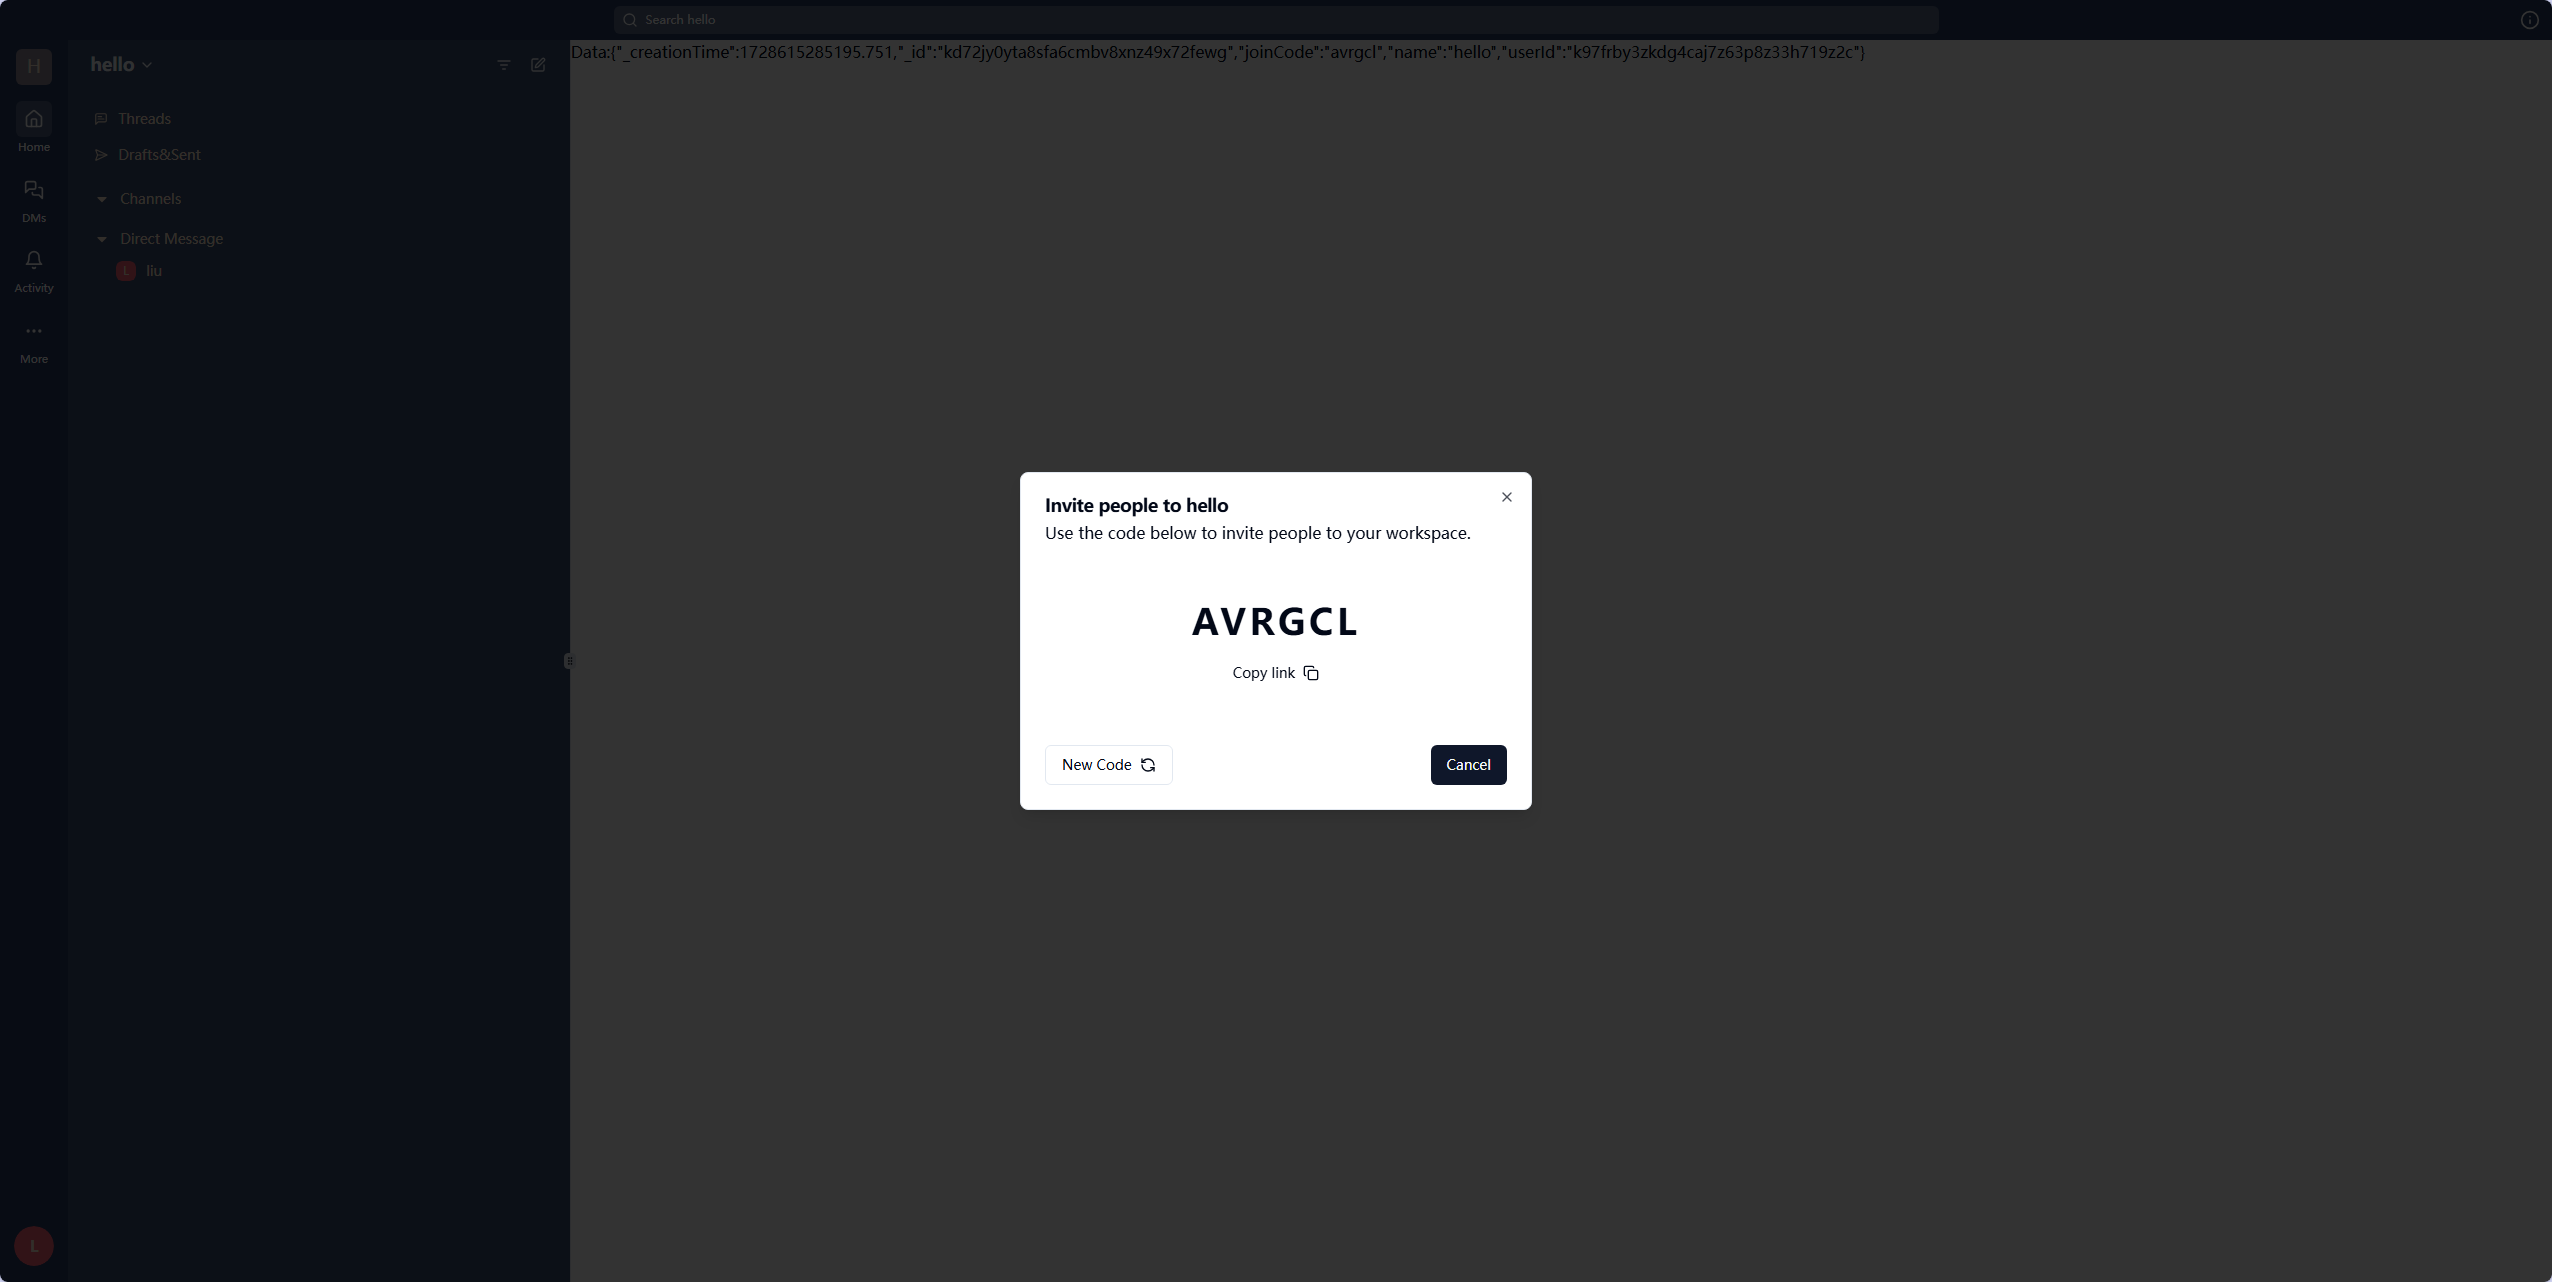 Search hello
H
hello
Data:{"_creationTime":1728615285195.751,"_id":"kd72jy0yta8sfa6cmbv8xnz49x72fewg","joinCode":"avrgcl","name":"hello","userId":"k97frby3zkdg4caj7z63p8z33h719z2c"}
Home
DMs
Activity
More
Threads
Drafts&Sent
Channels
Direct Message
L liu
Invite people to hello
Use the code below to invite people to your workspace.
AVRGCL
Copy link
New Code
Cancel
L